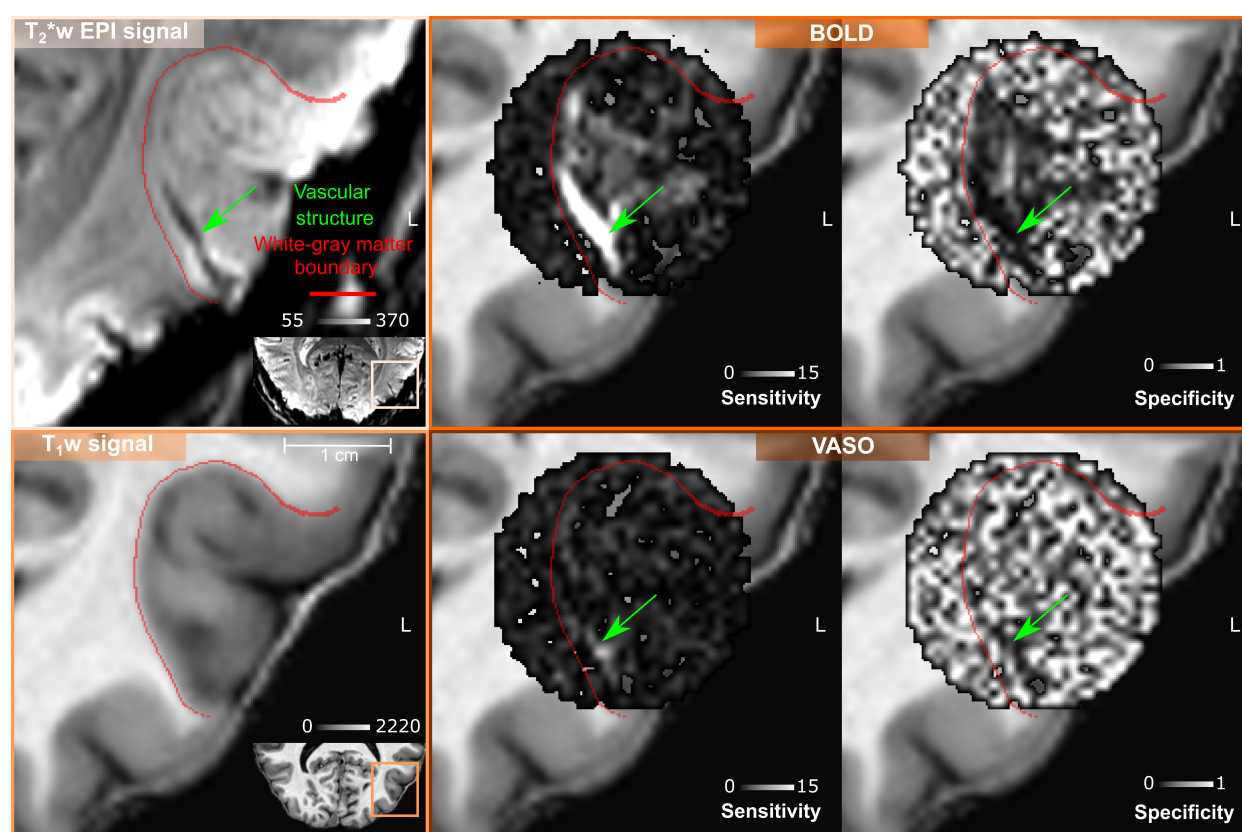 T₂*w EPI signal
BOLD
Vascular
structure
L
White-gray matter
boundary
55 370
L
0 15
Sensitivity
0 1
Specificity
T₁w signal
1 cm
VASO
L
L
0 2220
0 15
Sensitivity
0 1
Specificity